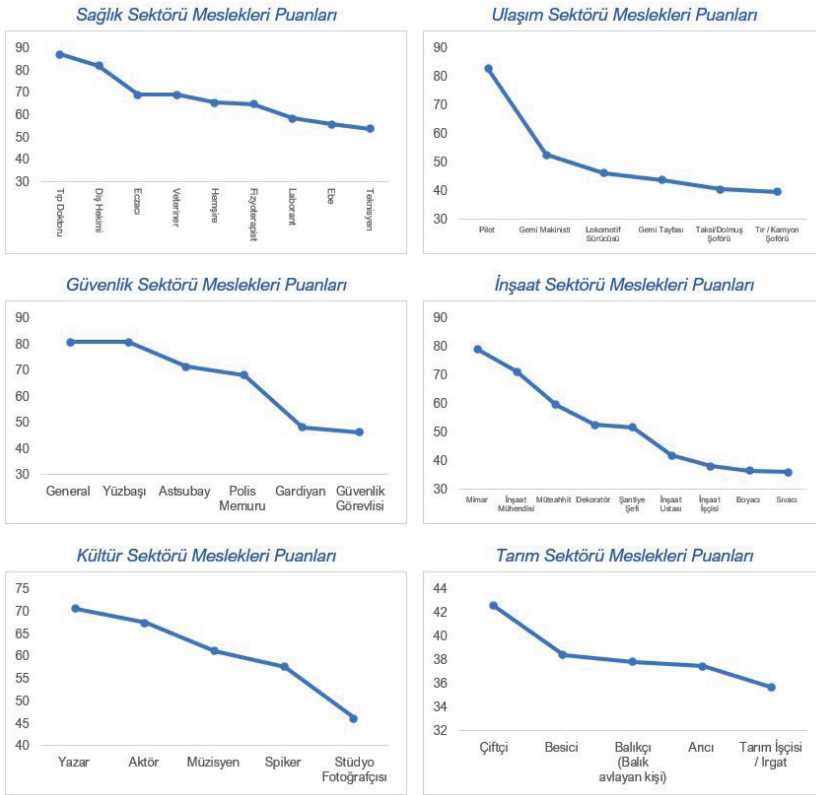 Sağlık Sektörü Meslekleri Puanları
90
80
70
60
50
40
30
Tıp Doktoru
Diş Hekimi
Eczacı
Veteriner
Hemşire
Fizyoterapist
Laborant
Ebe
Teknisyen
Ulaşım Sektörü Meslekleri Puanları
90
80
70
60
50
40
30
Pilot
Gemi Makinisti
Lokomotif
Sürücüsü
Gemi Tayfası
Taksi/Dolmuş
Şoförü
Tır / Kamyon
Şoförü
Güvenlik Sektörü Meslekleri Puanları
90
80
70
60
50
40
30
General
Yüzbaşı
Astsubay
Polis
Memuru
Gardiyan
Güvenlik
Görevlisi
İnşaat Sektörü Meslekleri Puanları
90
80
70
60
50
40
30
Mimar
İnşaat
Mühendisi
Müteahhit
Dekoratör
Şantiye
Şefi
İnşaat
Ustası
İnşaat
İşçisi
Boyacı
Sıvacı
Kültür Sektörü Meslekleri Puanları
75
70
65
60
55
50
45
40
Yazar
Aktör
Müzisyen
Spiker
Stüdyo
Fotoğrafçısı
Tarım Sektörü Meslekleri Puanları
44
42
40
38
36
34
32
Çiftçi
Besici
Balıkçı
(Balık
avlayan kişi)
Arıcı
Tarım İşçisi
/ Irgat